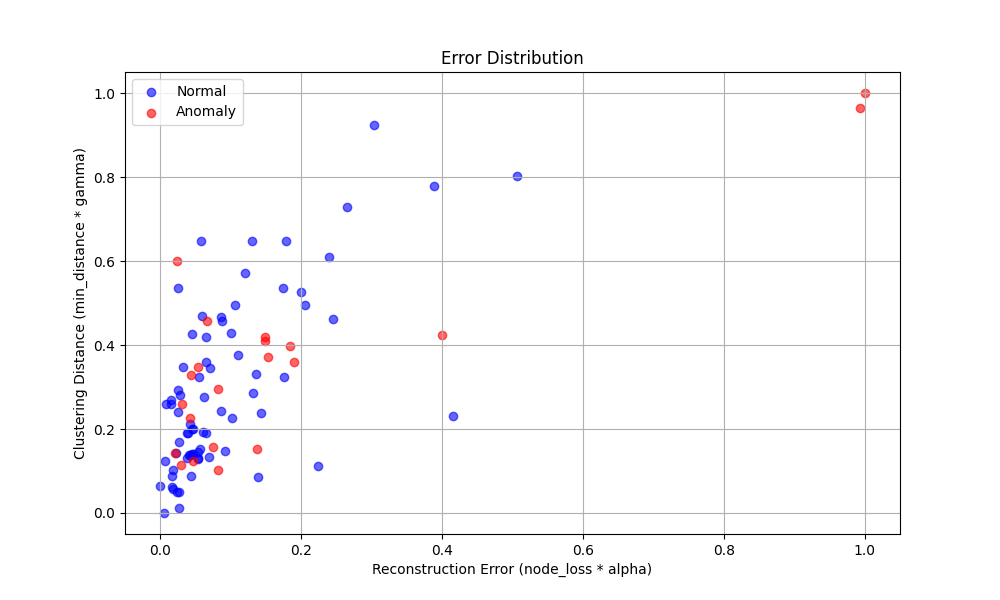 Error Distribution
Normal
Anomaly
1.0
0.8
0.6
0.4
0.2
0.0
Clustering Distance (min_distance * gamma)
0.0 0.2 0.4 0.6 0.8 1.0
Reconstruction Error (node_loss * alpha)